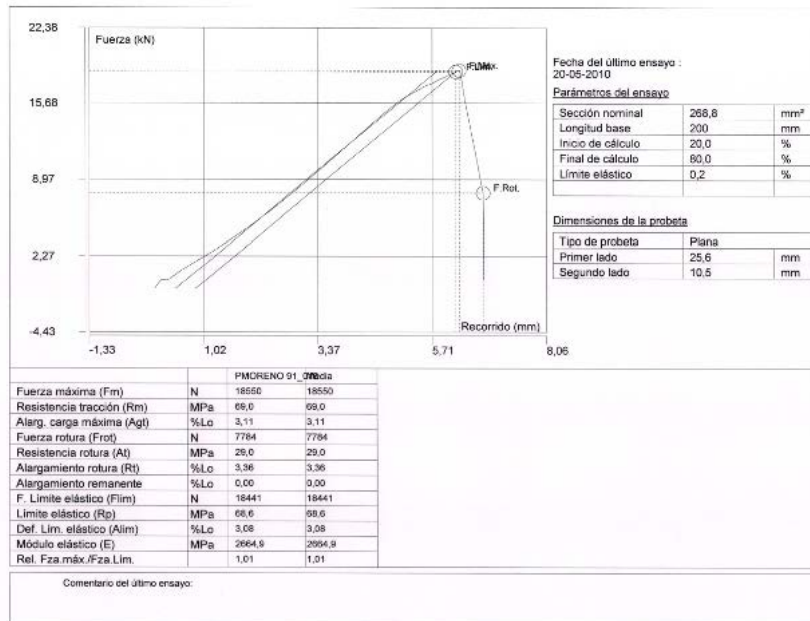 22,38
15,68
8,97
2,27
-4,43
Fuerza (kN)
F.Máx.
F.Rot.
Recorrido (mm)
-1,33 1,02 3,37 5,71 8,06
Fecha del último ensayo :
20-05-2010
Parámetros del ensayo
Sección nominal 268,8 mm²
Longitud base 200 mm
Inicio de cálculo 20,0 %
Final de cálculo 80,0 %
Límite elástico 0,2 %
Dimensiones de la probeta
Tipo de probeta Plana
Primer lado 25,6 mm
Segundo lado 10,5 mm
PMORENO 91_ Media
Fuerza máxima (Fm) N 18550 18550
Resistencia tracción (Rm) MPa 69,0 69,0
Alarg. carga máxima (Agt) %Lo 3,11 3,11
Fuerza rotura (Frot) N 7784 7784
Resistencia rotura (At) MPa 29,0 29,0
Alargamiento rotura (Rt) %Lo 3,36 3,36
Alargamiento remanente %Lo 0,00 0,00
F. Limite elástico (Flim) N 18441 18441
Limite elástico (Rp) MPa 68,6 68,6
Def. Lim. elástico (Alim) %Lo 3,08 3,08
Módulo elástico (E) MPa 2664,9 2664,9
Rel. Fza.máx./Fza.Lim. 1,01 1,01
Comentario del último ensayo: